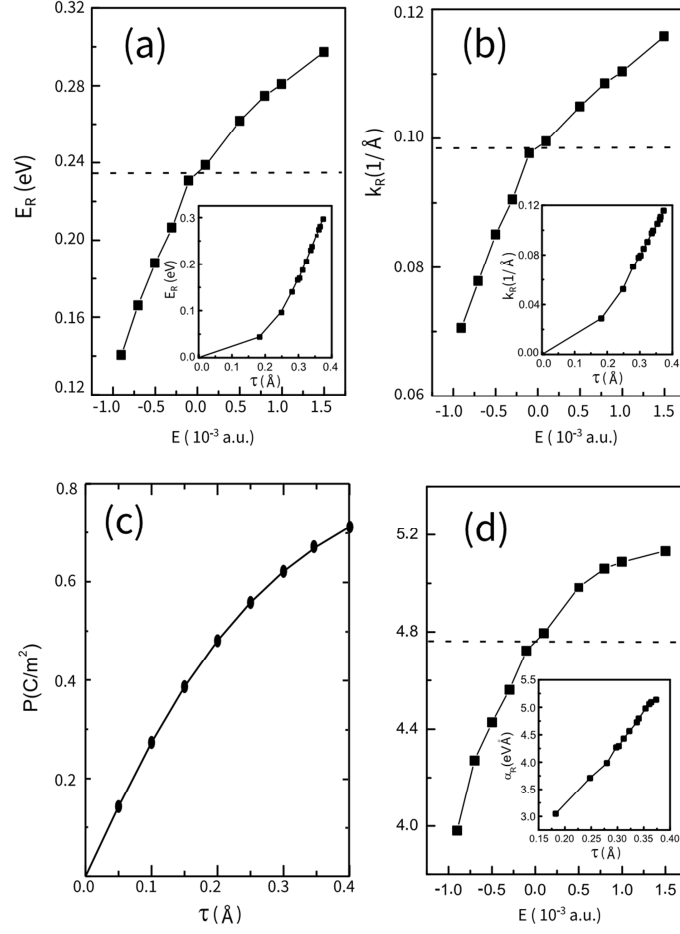 (a)
E_R (eV)
0.32
0.28
0.24
0.20
0.16
0.12
-1.0 -0.5 0.0 0.5 1.0 1.5
E ( 10⁻³ a.u.)
E_R (eV)
0.3
0.2
0.1
0.0
0.0 0.1 0.2 0.3 0.4
τ (Å)
(b)
k_R(1/Å)
0.12
0.10
0.08
0.06
-1.0 -0.5 0.0 0.5 1.0 1.5
E ( 10⁻³ a.u.)
k_R(1/Å)
0.12
0.08
0.04
0.00
0.0 0.1 0.2 0.3 0.4
τ (Å)
(c)
P(C/m²)
0.8
0.6
0.4
0.2
0.0 0.1 0.2 0.3 0.4
τ (Å)
(d)
5.2
4.8
4.4
4.0
-1.0 -0.5 0.0 0.5 1.0 1.5
E (10⁻³ a.u.)
α_R(eVÅ)
5.5
5.0
4.5
4.0
3.5
3.0
0.15 0.20 0.25 0.30 0.35 0.40
τ (Å)